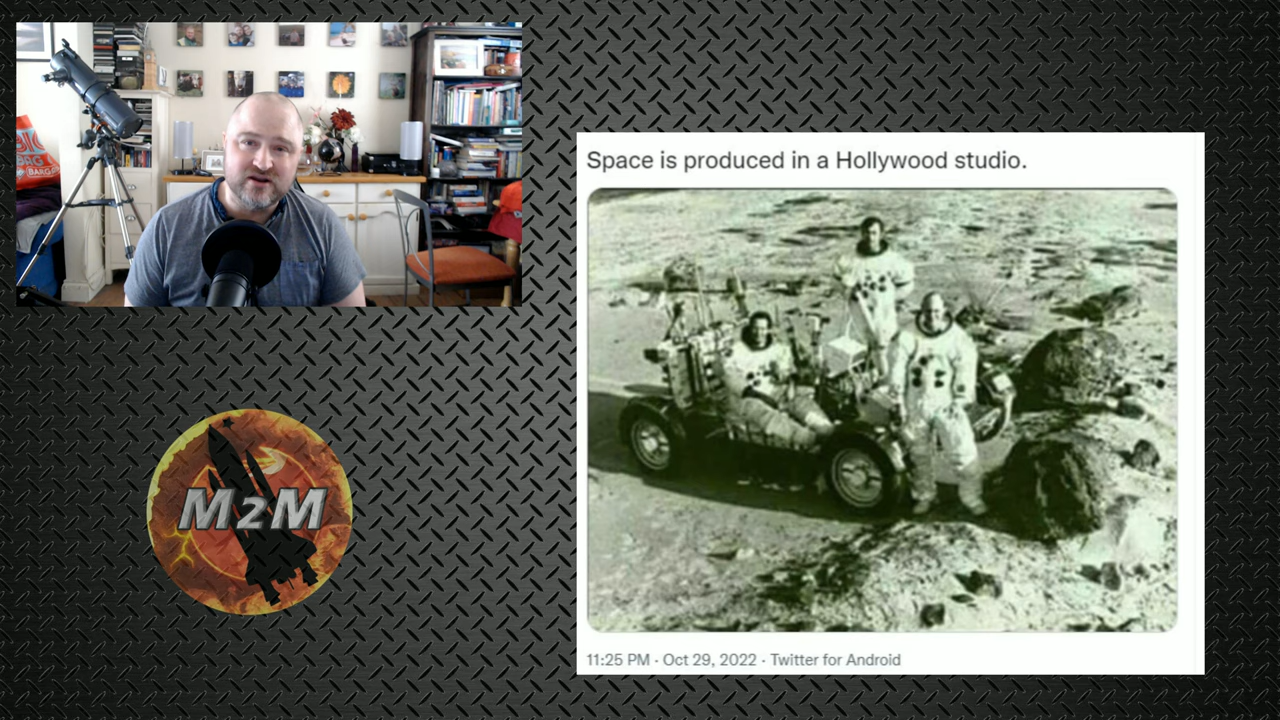 Space is produced in a Hollywood studio.
M2M
11:25 PM · Oct 29, 2022 · Twitter for Android